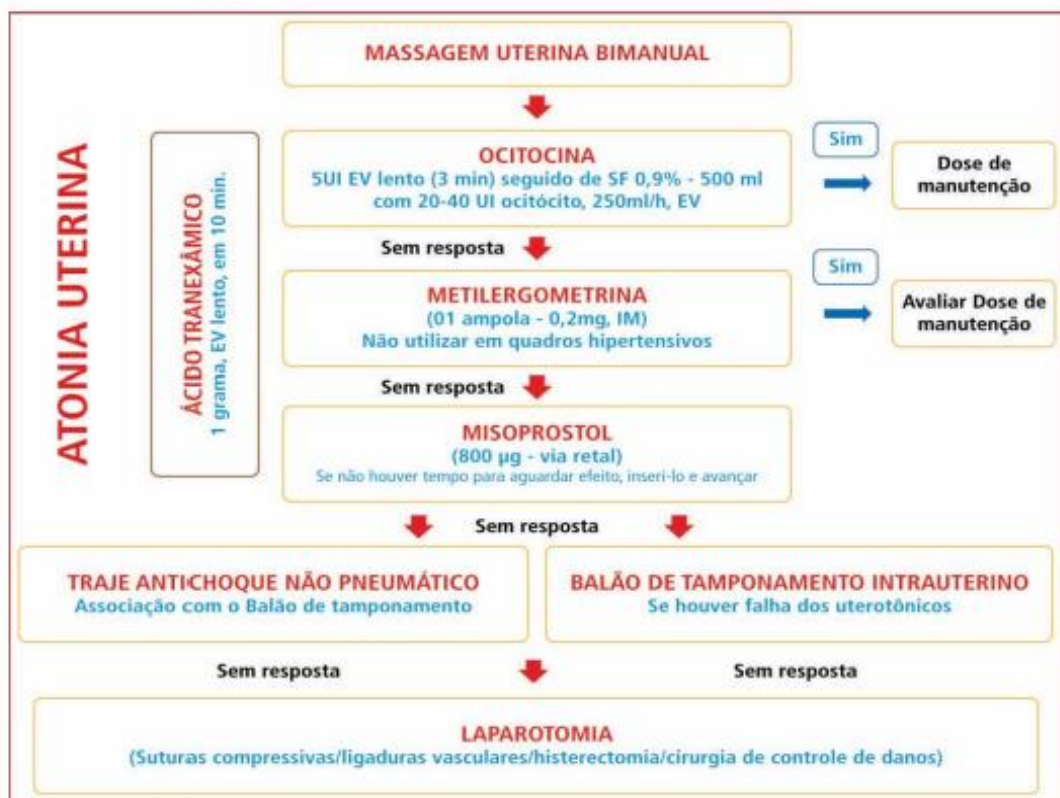 ATONIA UTERINA
ÁCIDO TRANEXÂMICO
1 grama, EV lento, em 10 min.
MASSAGEM UTERINA BIMANUAL
OCITOCINA
5UI EV lento (3 min) seguido de SF 0,9% - 500 ml
com 20-40 UI ocitócito, 250ml/h, EV
Sim
Dose de
manutenção
Sem resposta
METILERGOMETRINA
(01 ampola - 0,2mg, IM)
Não utilizar em quadros hipertensivos
Sim
Avaliar Dose de
manutenção
Sem resposta
MISOPROSTOL
(800 µg - via retal)
Se não houver tempo para aguardar efeito, inseri-lo e avançar
Sem resposta
TRAJE ANTI-CHOQUE NÃO PNEUMÁTICO
Associação com o Balão de tamponamento
BALÃO DE TAMPONAMENTO INTRAUTERINO
Se houver falha dos uterotônicos
Sem resposta
Sem resposta
LAPAROTOMIA
(Suturas compressivas/ligaduras vasculares/histerectomia/cirurgia de controle de danos)